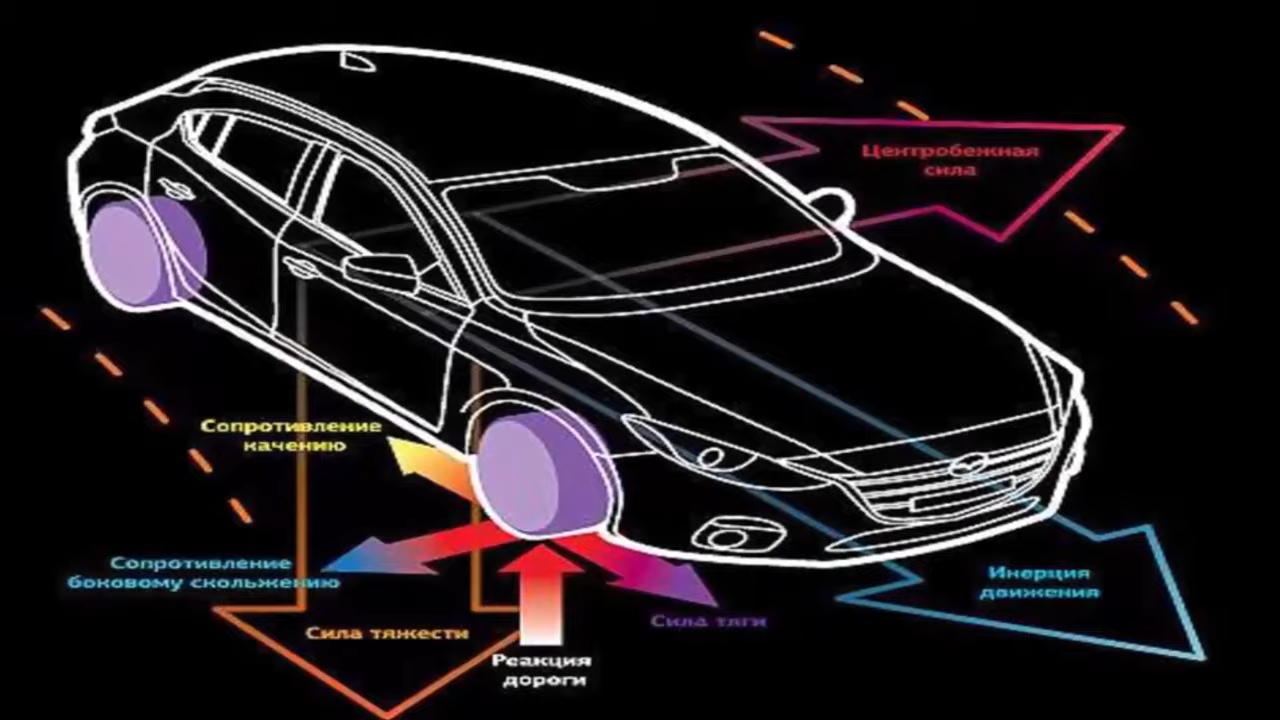 Центробежная
сила
Сопротивление
качению
Сопротивление
боковому скольжению
Инерция
движения
Сила тяги
Сила тяжести
Реакция
дороги